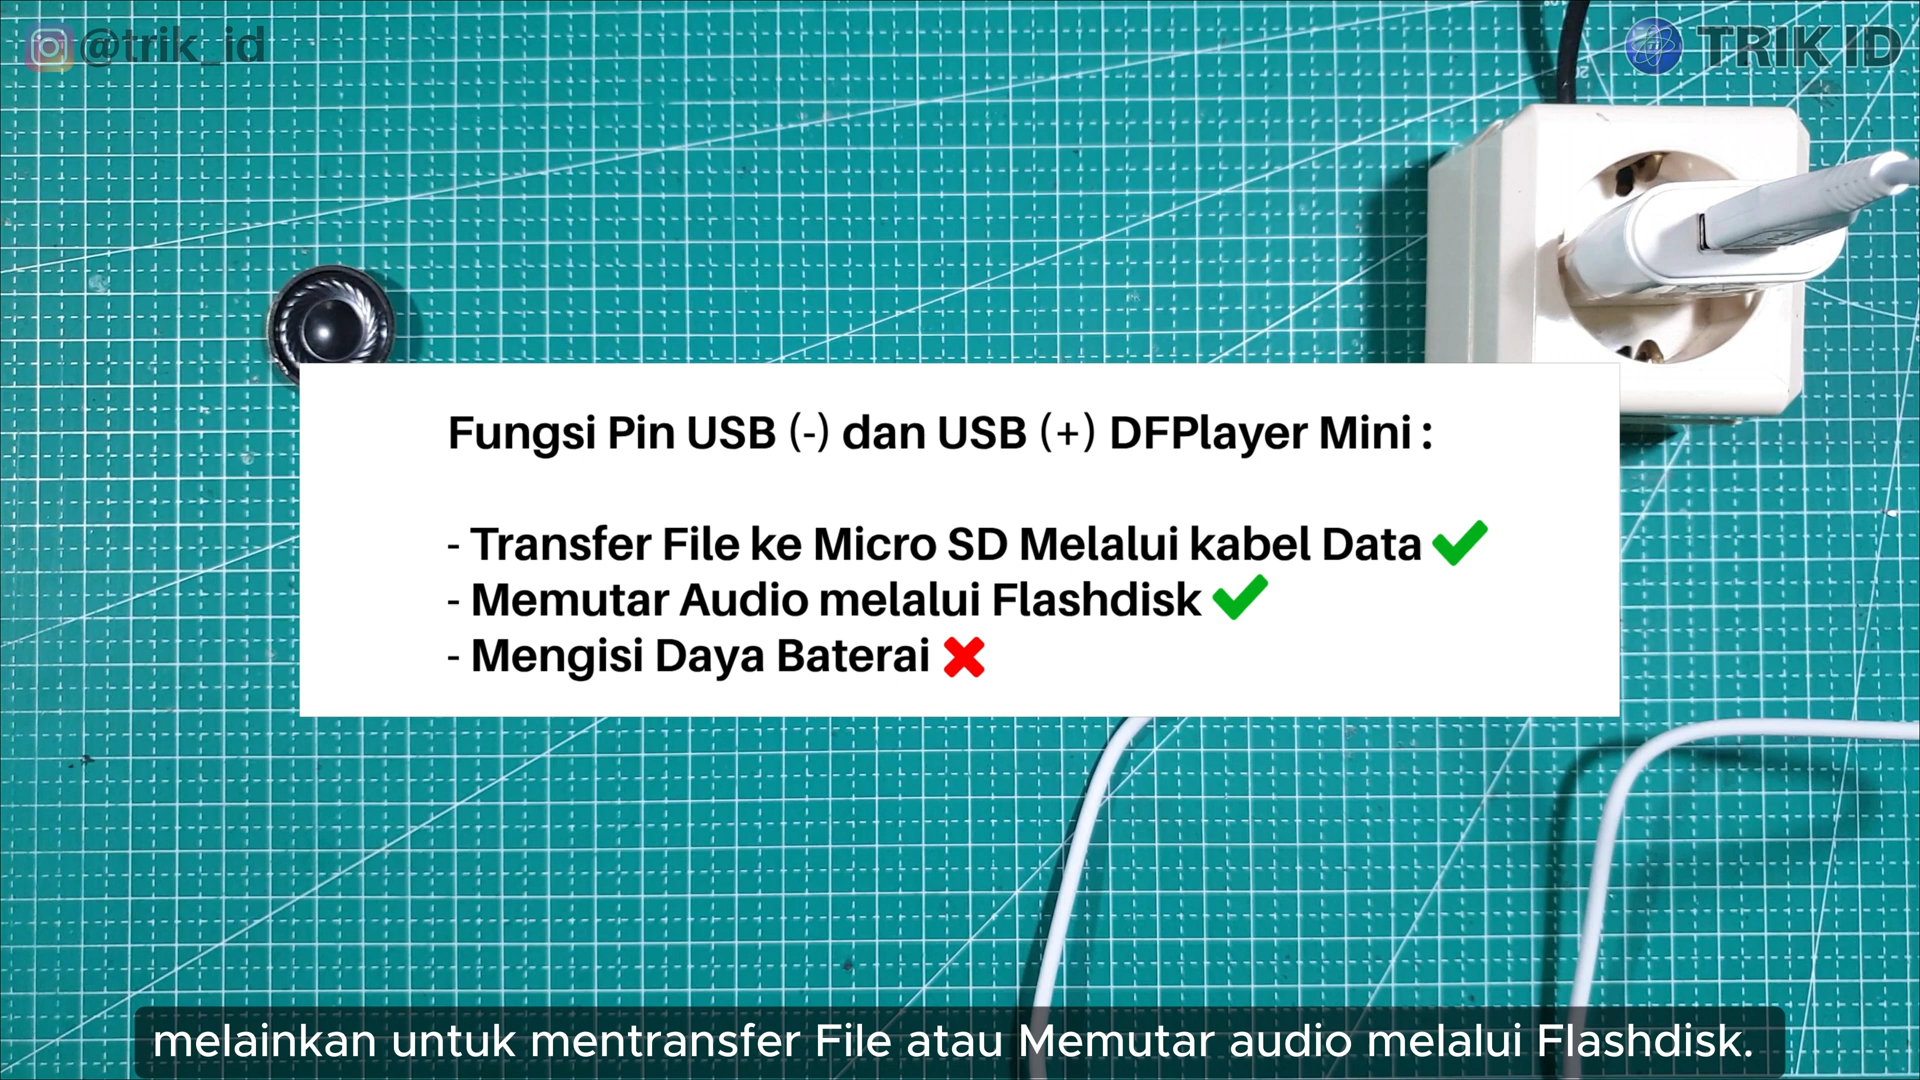 @trik_id
TRIK ID
Fungsi Pin USB (-) dan USB (+) DFPlayer Mini :
- Transfer File ke Micro SD Melalui kabel Data
- Memutar Audio melalui Flashdisk
- Mengisi Daya Baterai
melainkan untuk mentransfer File atau Memutar audio melalui Flashdisk.